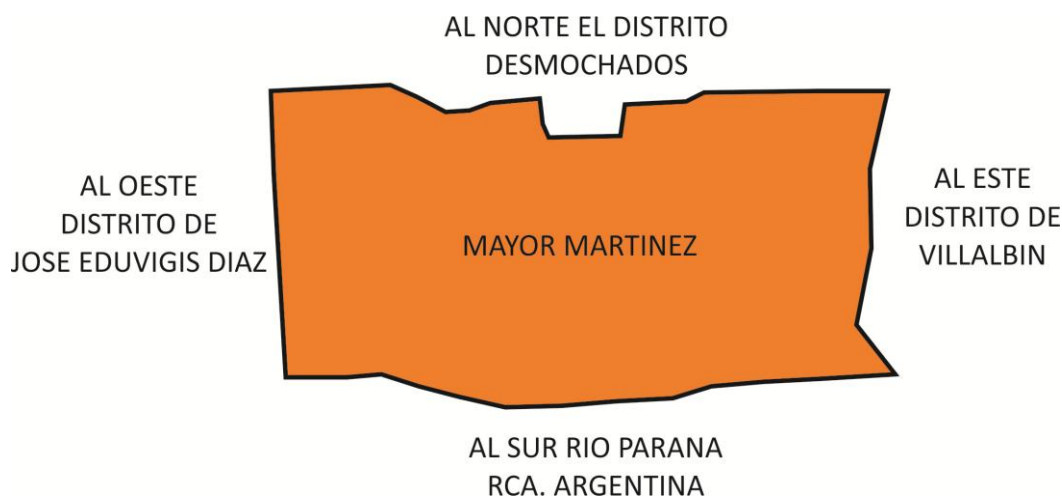 AL NORTE EL DISTRITO
DESMOCHADOS
AL OESTE
DISTRITO DE
JOSE EDUVIGIS DIAZ
MAYOR MARTINEZ
AL ESTE
DISTRITO DE
VILLALBIN
AL SUR RIO PARANA
RCA. ARGENTINA